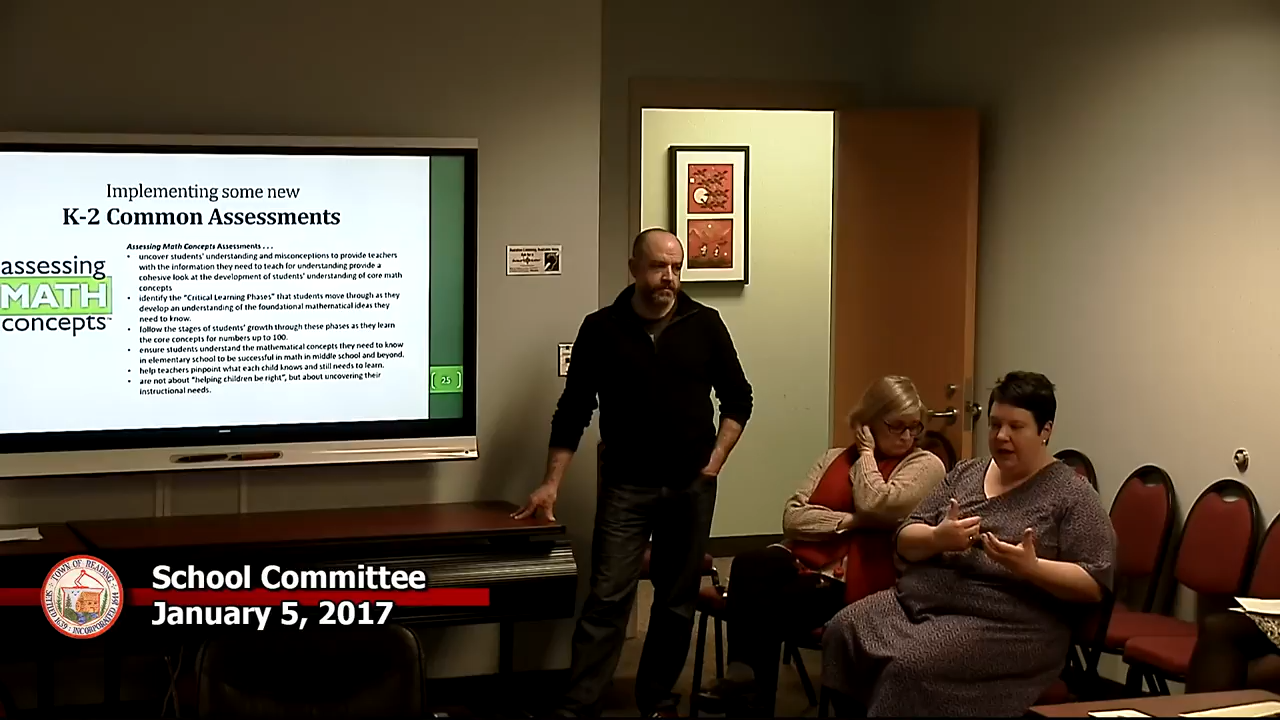 Implementing some new
K-2 Common Assessments
Assessing Math Concepts Assessments . . .
• uncover students' understanding and misconceptions to provide teachers
with the information they need to teach for understanding provide a
cohesive look at the development of students' understanding of core math
concepts
• identify the "Critical Learning Phases" that students move through as they
develop an understanding of the foundational mathematical ideas they
need to know.
• follow the stages of students' growth through these phases as they learn
the core concepts for numbers up to 100.
• ensure students understand the mathematical concepts they need to know
in elementary school to be successful in math in middle school and beyond.
• help teachers pinpoint what each child knows and still needs to learn.
• are not about "helping children be right", but about uncovering their
instructional needs.
assessing
MATH
concepts™
25
TOWN OF READING
School Committee
January 5, 2017